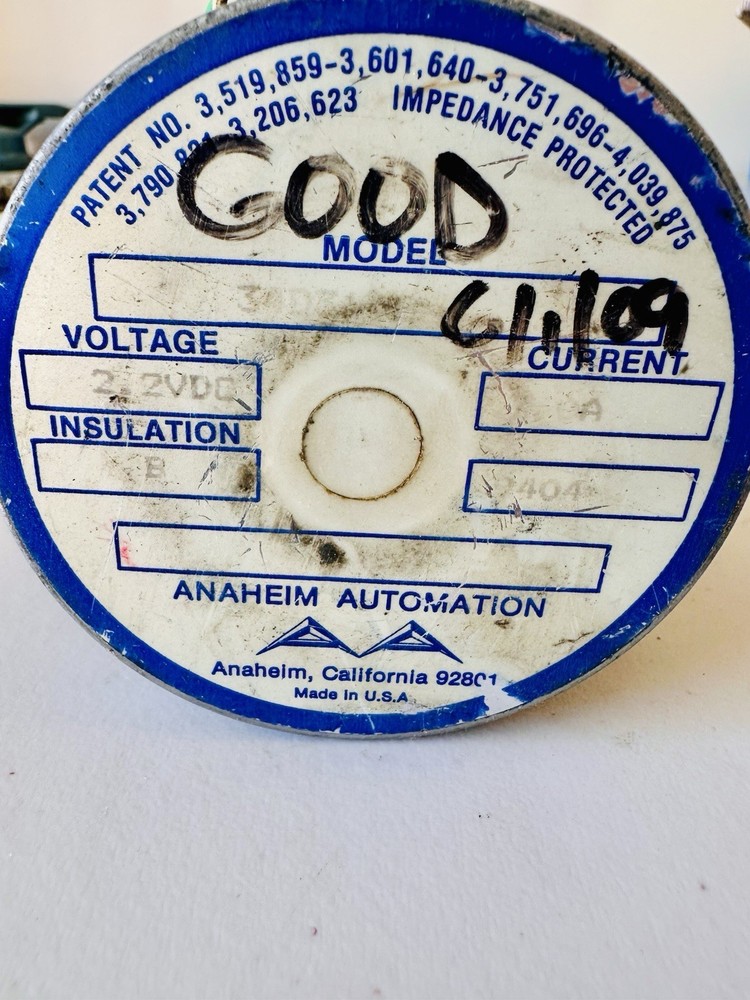 PATENT NO. 3,519,859-3,601,640-3,751,696-4,039,875
3,206,623 IMPEDANCE PROTECTED
GOOD
MODEL
6/1/09
VOLTAGE
CURRENT
2.2VDC
A
INSULATION
B
ANAHEIM AUTOMATION
Anaheim, California 92801
Made in U.S.A